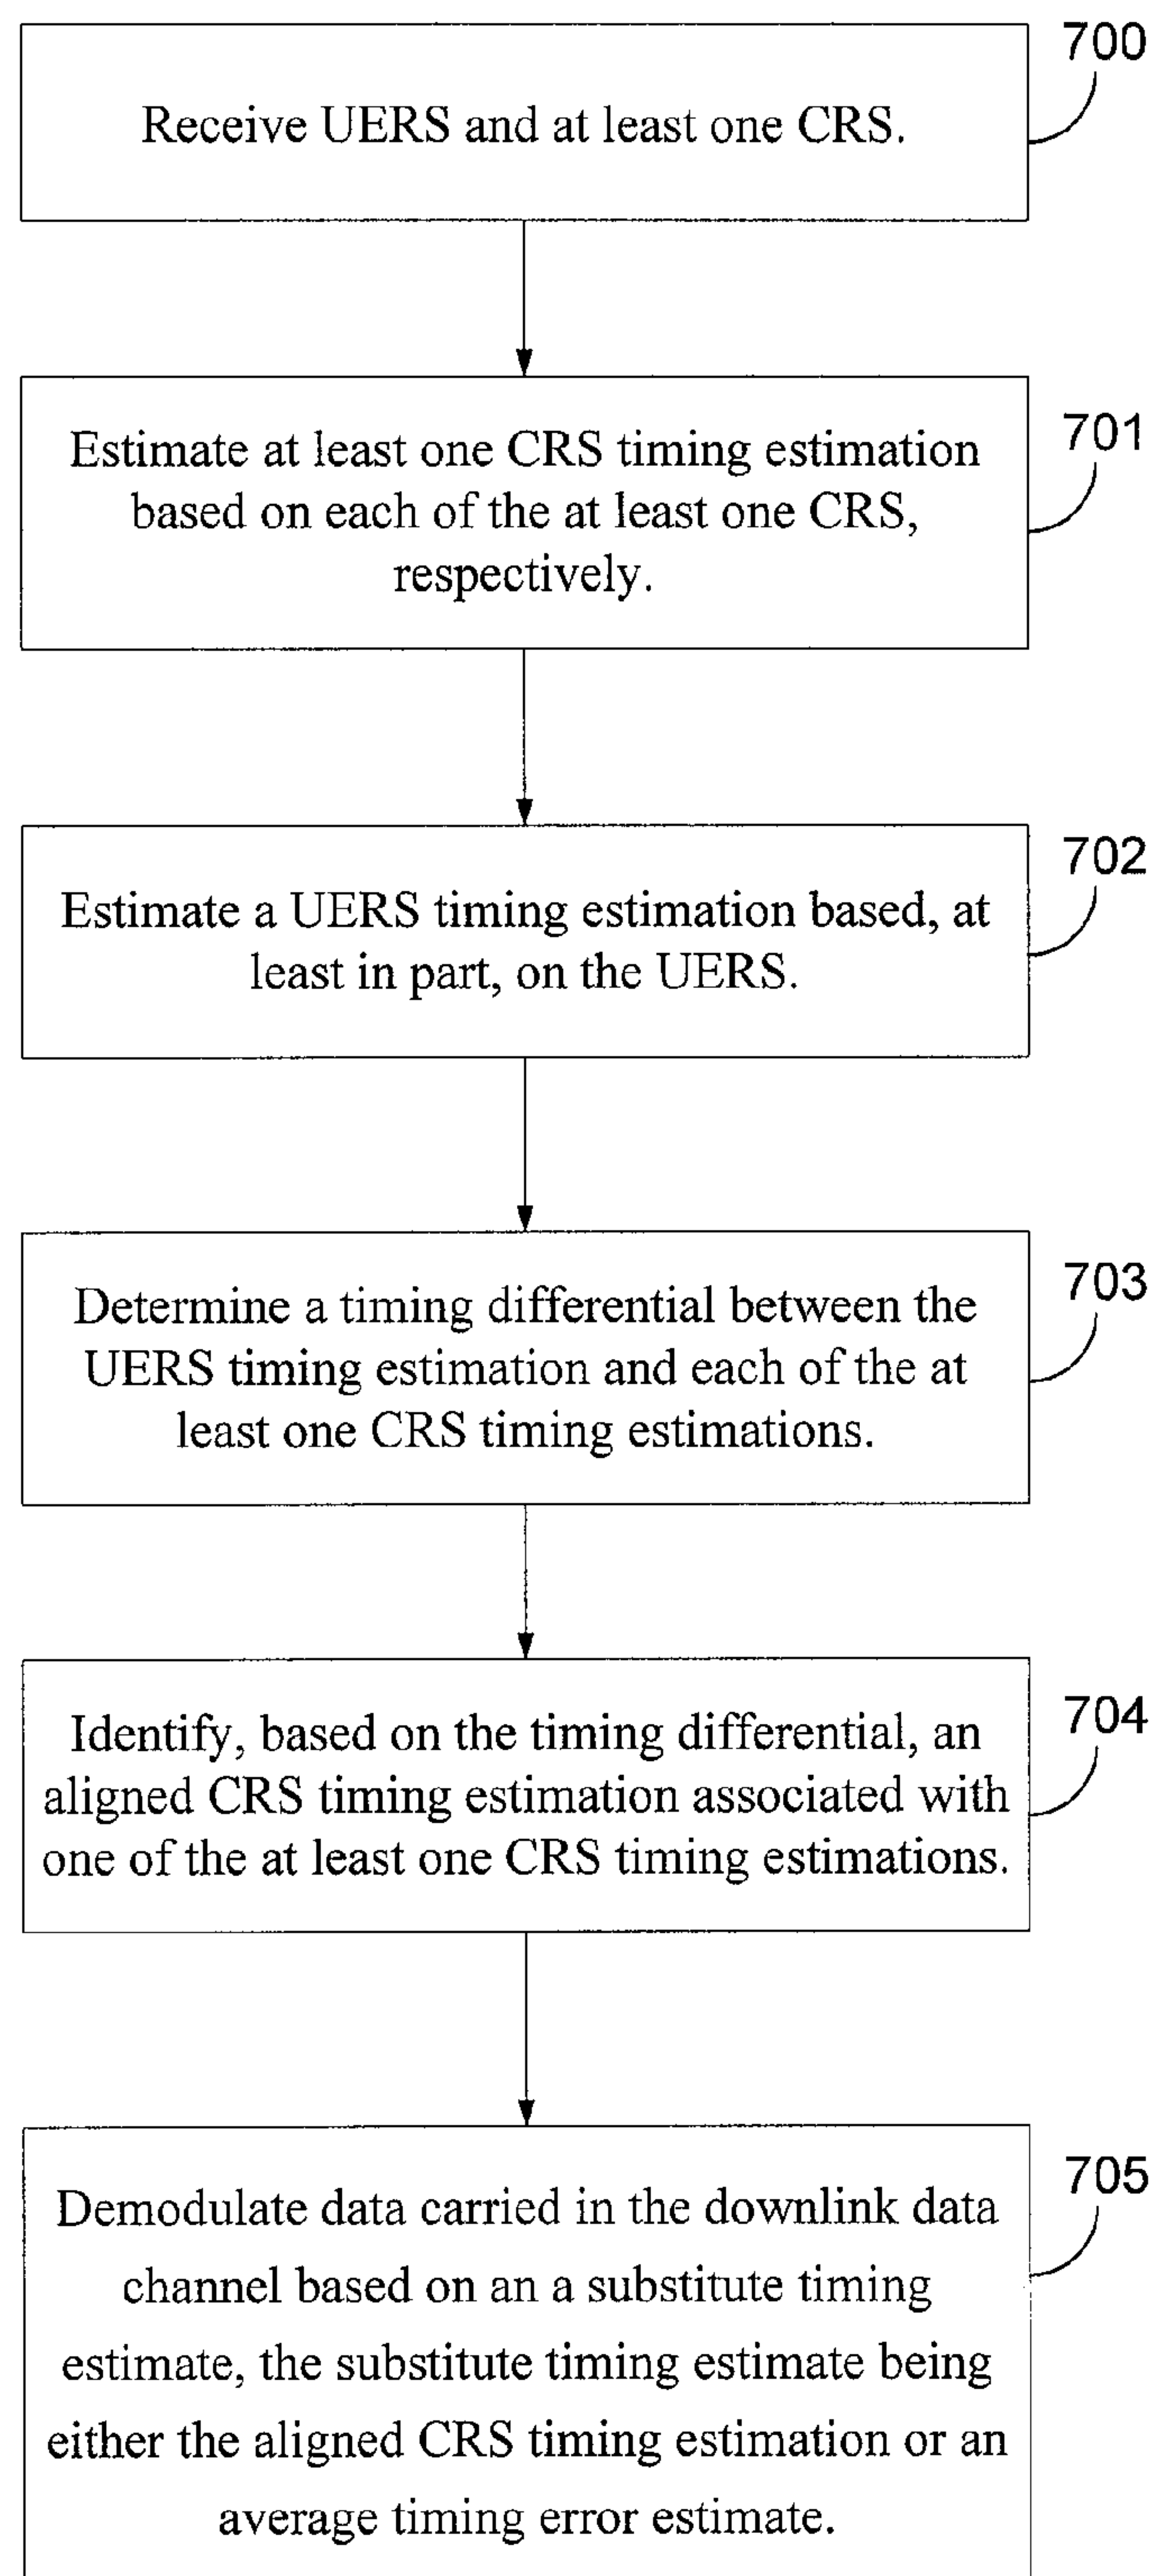 700
Receive UERS and at least one CRS.
701
Estimate at least one CRS timing estimation
based on each of the at least one CRS,
respectively.
702
Estimate a UERS timing estimation based, at
least in part, on the UERS.
703
Determine a timing differential between the
UERS timing estimation and each of the at
least one CRS timing estimations.
704
Identify, based on the timing differential, an
aligned CRS timing estimation associated with
one of the at least one CRS timing estimations.
705
Demodulate data carried in the downlink data
channel based on an a substitute timing
estimate, the substitute timing estimate being
either the aligned CRS timing estimation or an
average timing error estimate.